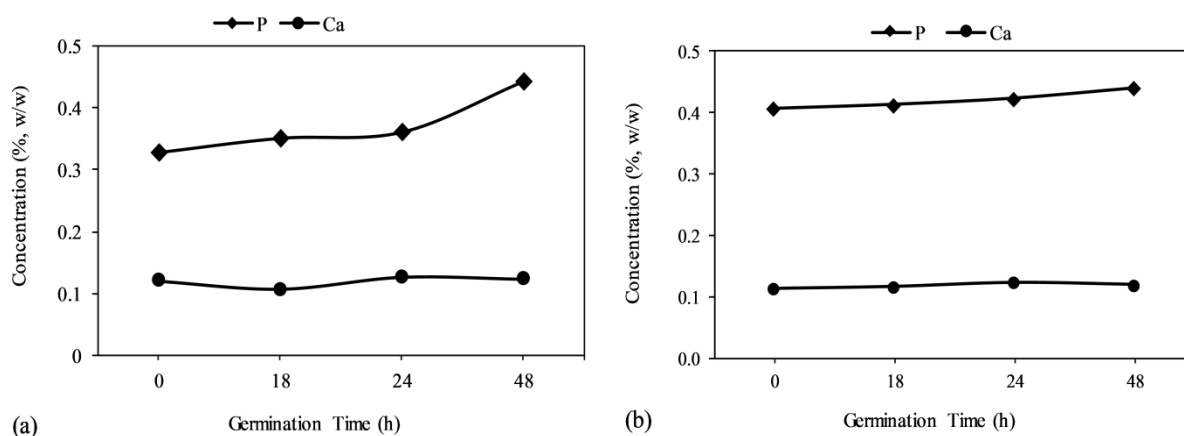 P Ca
0.5
0.4
0.3
0.2
0.1
0
Concentration (%, w/w)
0 18 24 48
Germination Time (h)
(a)
P Ca
0.5
0.4
0.3
0.2
0.1
0.0
Concentration (%, w/w)
0 18 24 48
Germination Time (h)
(b)